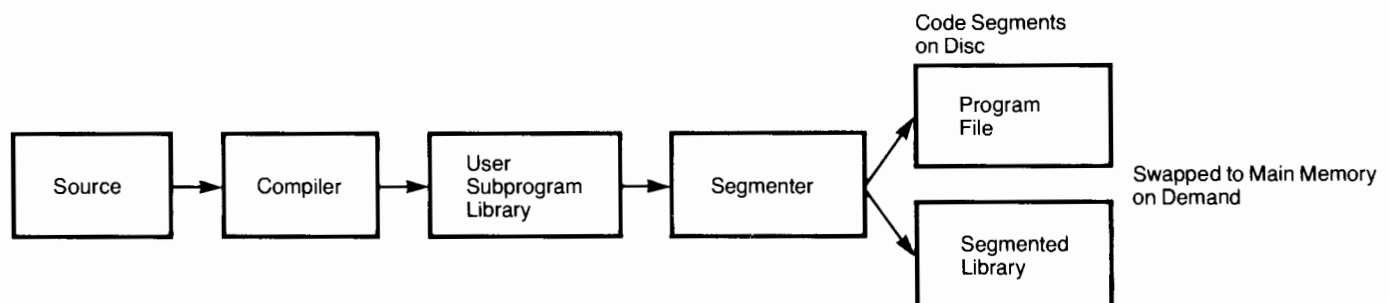 Code Segments
on Disc
Source
Compiler
User
Subprogram
Library
Segmenter
Program
File
Swapped to Main Memory
on Demand
Segmented
Library